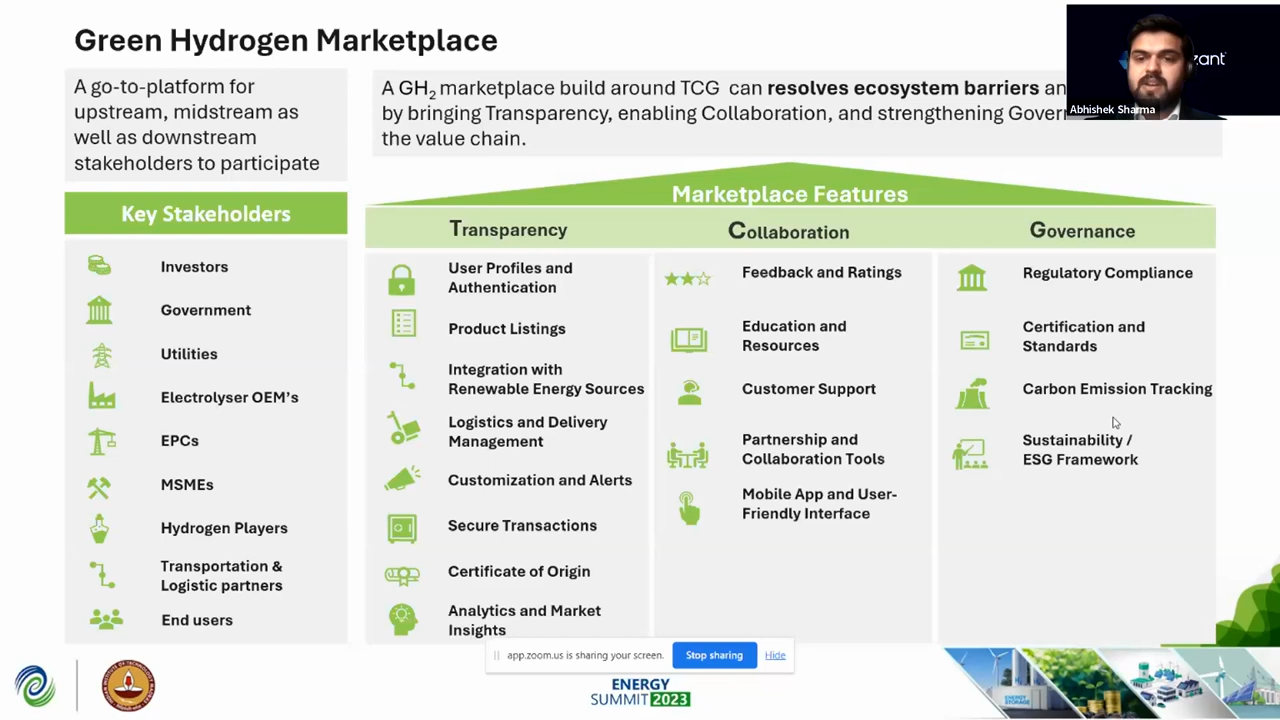 Green Hydrogen Marketplace
A go-to-platform for
upstream, midstream as
well as downstream
stakeholders to participate
A GH₂ marketplace build around TCG can resolves ecosystem barriers
by bringing Transparency, enabling Collaboration, and strengthening
the value chain.
zant
Abhishek Sharma
Key Stakeholders
Investors
Government
Utilities
Electrolyser OEM's
EPCs
MSMEs
Hydrogen Players
Transportation &
Logistic partners
End users
Marketplace Features
Transparency
User Profiles and
Authentication
Product Listings
Integration with
Renewable Energy Sources
Logistics and Delivery
Management
Customization and Alerts
Secure Transactions
Certificate of Origin
Analytics and Market
Insights
Collaboration
Feedback and Ratings
Education and
Resources
Customer Support
Partnership and
Collaboration Tools
Mobile App and User-
Friendly Interface
Governance
Regulatory Compliance
Certification and
Standards
Carbon Emission Tracking
Sustainability /
ESG Framework
app.zoom.us is sharing your screen.
Stop sharing
Hide
ENERGY
SUMMIT 2023
ENERGY
STORAGE